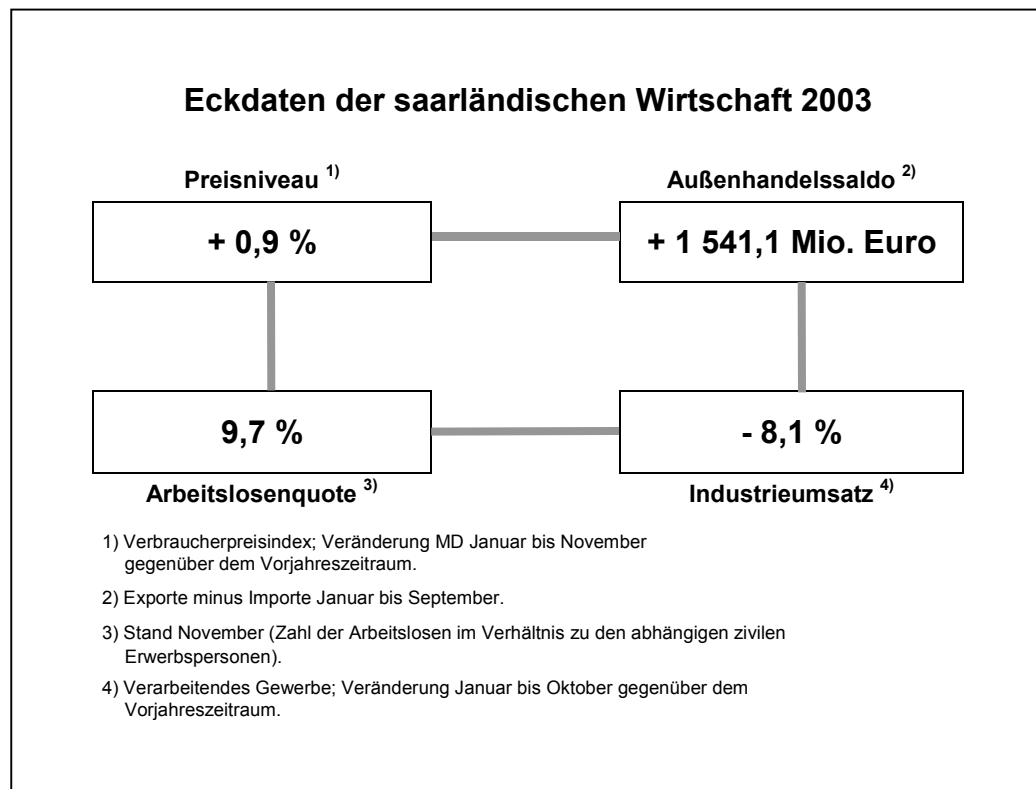 Eckdaten der saarländischen Wirtschaft 2003
Preisniveau 1)
Außenhandelssaldo 2)
+ 0,9 %
+ 1 541,1 Mio. Euro
9,7 %
- 8,1 %
Arbeitslosenquote 3)
Industrieumsatz 4)
1) Verbraucherpreisindex; Veränderung MD Januar bis November
gegenüber dem Vorjahreszeitraum.
2) Exporte minus Importe Januar bis September.
3) Stand November (Zahl der Arbeitslosen im Verhältnis zu den abhängigen zivilen
Erwerbspersonen).
4) Verarbeitendes Gewerbe; Veränderung Januar bis Oktober gegenüber dem
Vorjahreszeitraum.